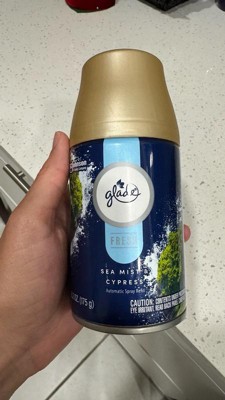 glade
FRESH
SEA MIST &
CYPRESS
Automatic Spray Refill
OZ (175 g)
CAUTION:
EYE IRRITANT